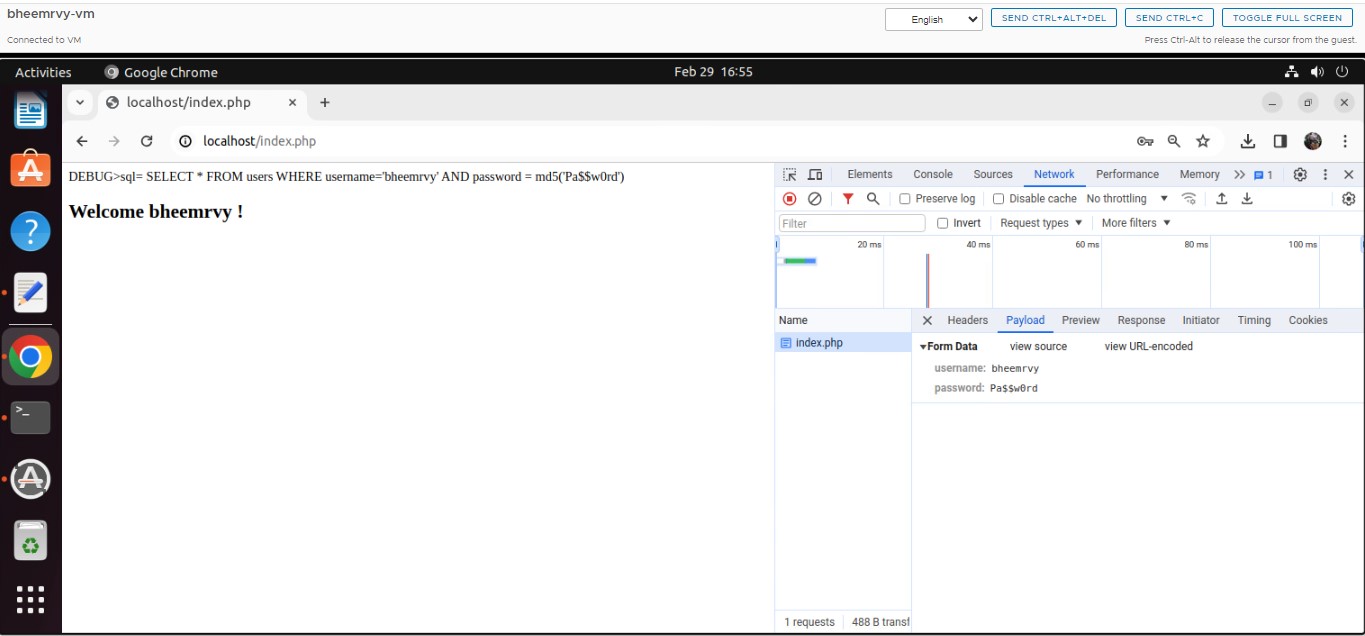 bheemrvy-vm
English
SEND CTRL+ALT+DEL
SEND CTRL+C
TOGGLE FULL SCREEN
Connected to VM
Press Ctrl-Alt to release the cursor from the guest.
Activities
Google Chrome
Feb 29 16:55
localhost/index.php
localhost/index.php
DEBUG>sql= SELECT * FROM users WHERE username='bheemrvy' AND password = md5('Pa$$w0rd')
Welcome bheemrvy !
Elements Console Sources Network Performance Memory 1
Preserve log Disable cache No throttling
Filter Invert Request types More filters
20 ms 40 ms 60 ms 80 ms 100 ms
Name
index.php
Headers Payload Preview Response Initiator Timing Cookies
Form Data view source view URL-encoded
username: bheemrvy
password: Pa$$w0rd
1 requests 488 B transf